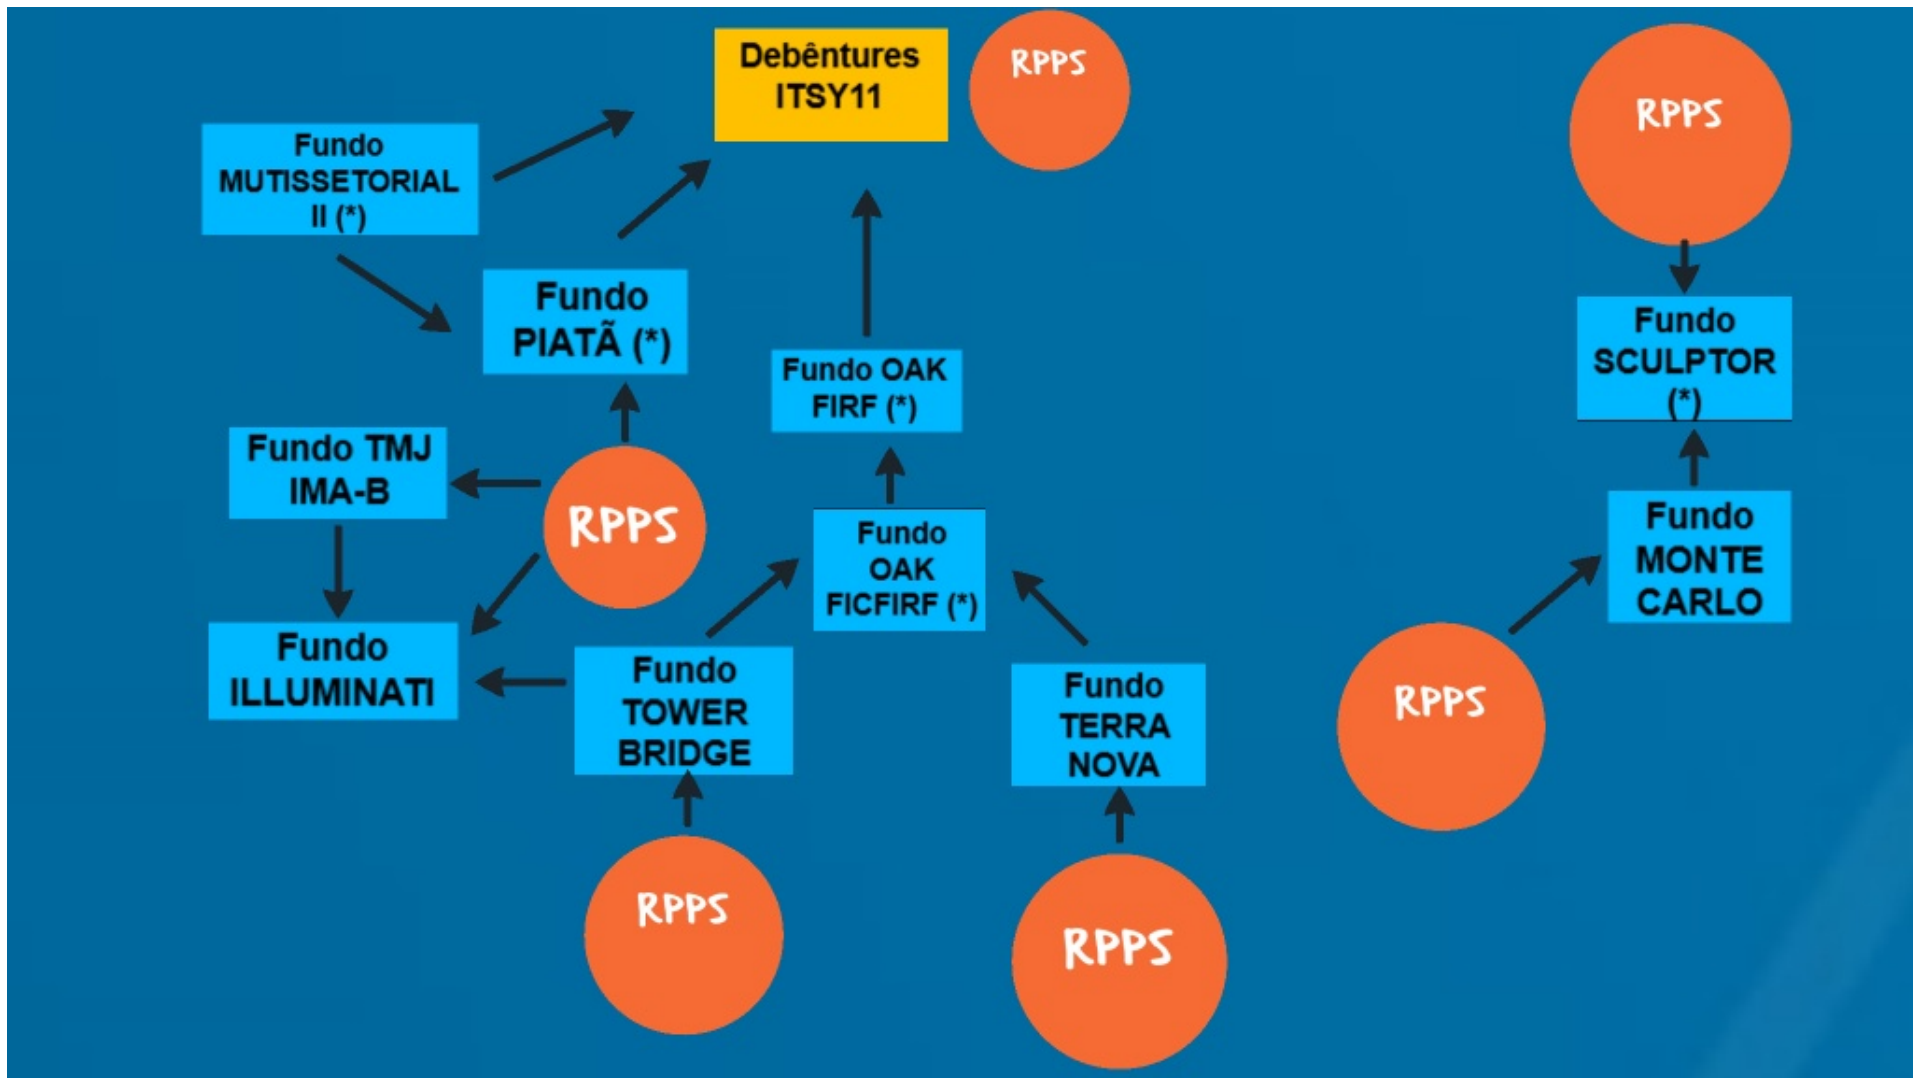 Debêntures
ITSY11
RPPS
RPPS
Fundo
MUTISSETORIAL
II (*)
Fundo
PIATÃ (*)
Fundo
SCULPTOR
(*)
Fundo OAK
FIRF (*)
Fundo TMJ
IMA-B
RPPS
Fundo
OAK
FICFIRF (*)
Fundo
MONTE
CARLO
Fundo
ILLUMINATI
Fundo
TOWER
BRIDGE
Fundo
TERRA
NOVA
RPPS
RPPS
RPPS